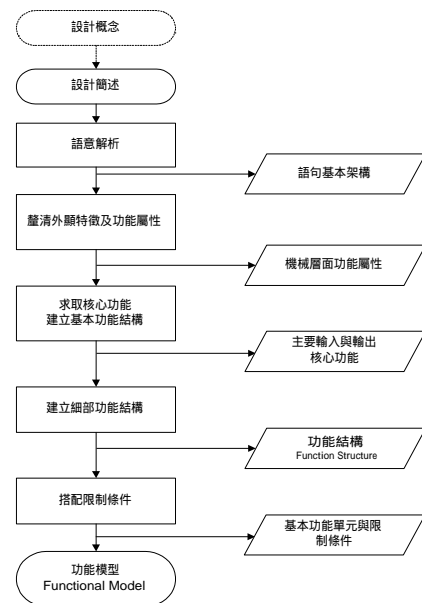 設計概念
設計簡述
語意解析
語句基本架構
釐清外顯特徵及功能屬性
機械層面功能屬性
求取核心功能
建立基本功能結構
主要輸入與輸出
核心功能
建立細部功能結構
功能結構
Function Structure
搭配限制條件
基本功能單元與限
制條件
功能模型
Functional Model